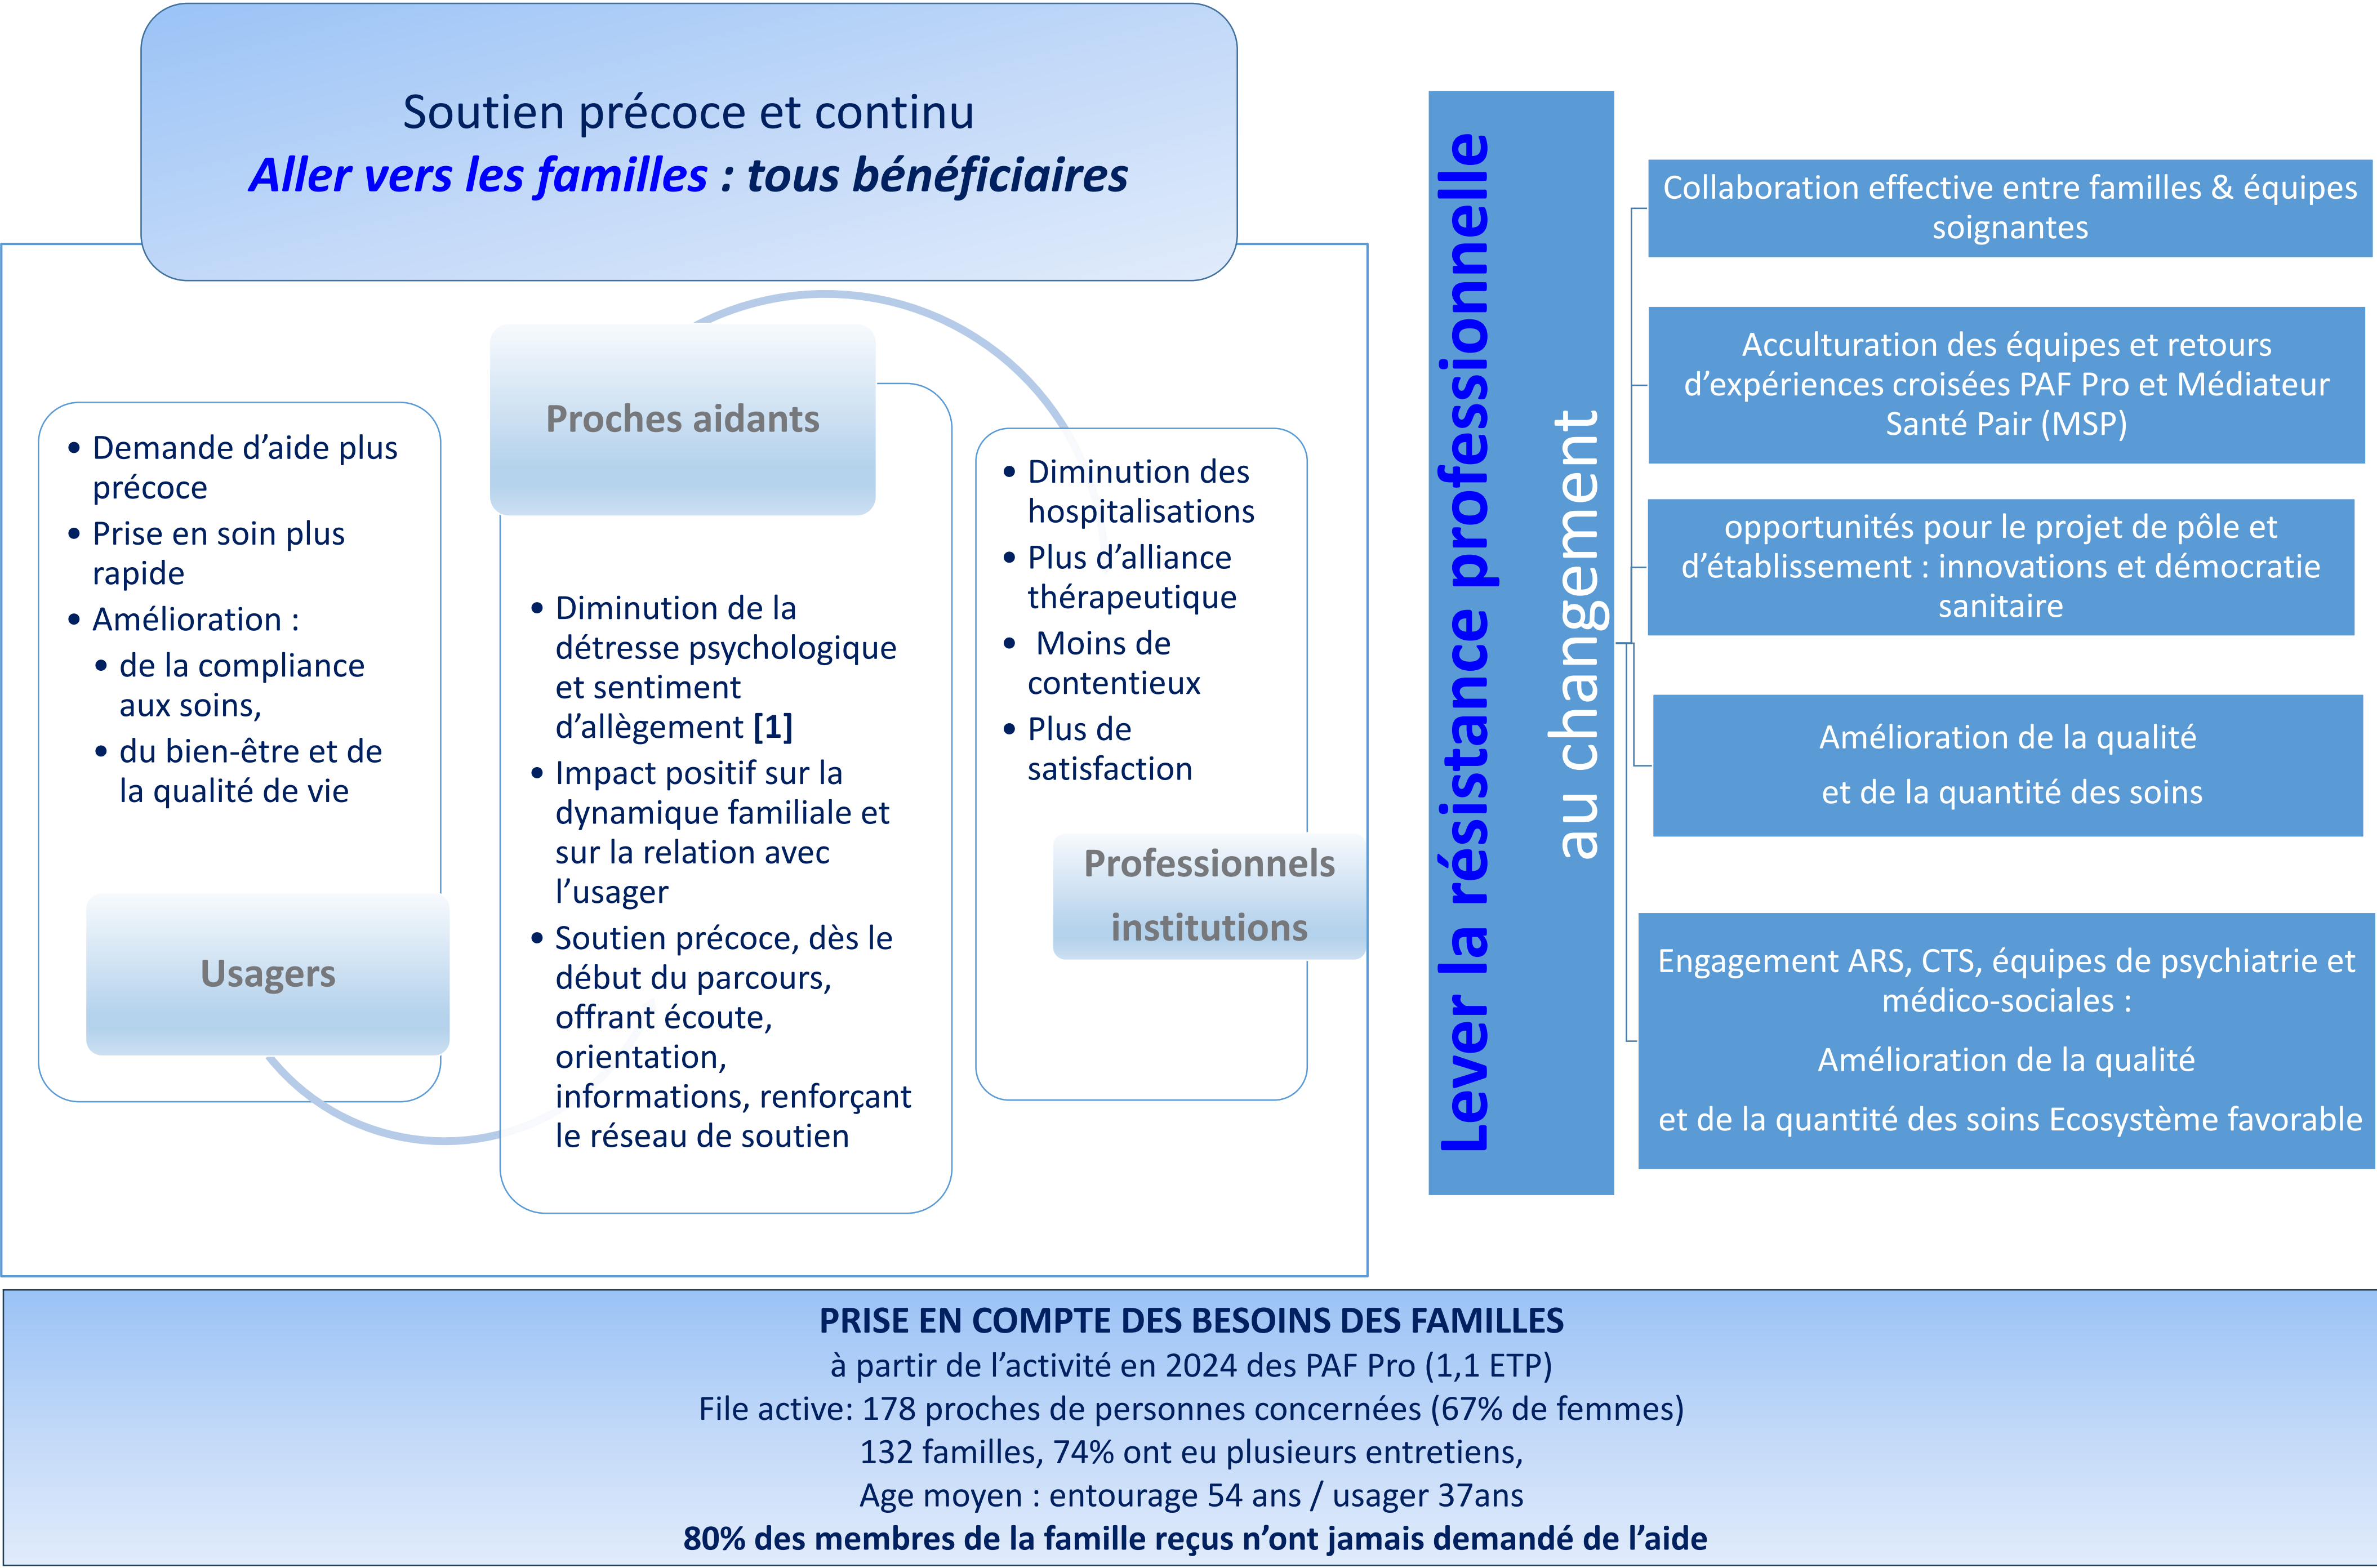 Soutien précoce et continu
Aller vers les familles : tous bénéficiaires
• Demande d’aide plus
précoce
• Prise en soin plus
rapide
• Amélioration :
• de la compliance
aux soins,
• du bien-être et de
la qualité de vie
Usagers
Proches aidants
• Diminution de la
détresse psychologique
et sentiment
d’allègement [1]
• Impact positif sur la
dynamique familiale et
sur la relation avec
l’usager
• Soutien précoce, dès le
début du parcours,
offrant écoute,
orientation,
informations, renforçant
le réseau de soutien
• Diminution des
hospitalisations
• Plus d’alliance
thérapeutique
• Moins de
contentieux
• Plus de
satisfaction
Professionnels
institutions
Lever la résistance professionnelle
au changement
Collaboration effective entre familles & équipes
soignantes
Acculturation des équipes et retours
d’expériences croisées PAF Pro et Médiateur
Santé Pair (MSP)
opportunités pour le projet de pôle et
d’établissement : innovations et démocratie
sanitaire
Amélioration de la qualité
et de la quantité des soins
Engagement ARS, CTS, équipes de psychiatrie et
médico-sociales :
Amélioration de la qualité
et de la quantité des soins Ecosystème favorable
PRISE EN COMPTE DES BESOINS DES FAMILLES
à partir de l’activité en 2024 des PAF Pro (1,1 ETP)
File active: 178 proches de personnes concernées (67% de femmes)
132 familles, 74% ont eu plusieurs entretiens,
Age moyen : entourage 54 ans / usager 37ans
80% des membres de la famille reçus n’ont jamais demandé de l’aide